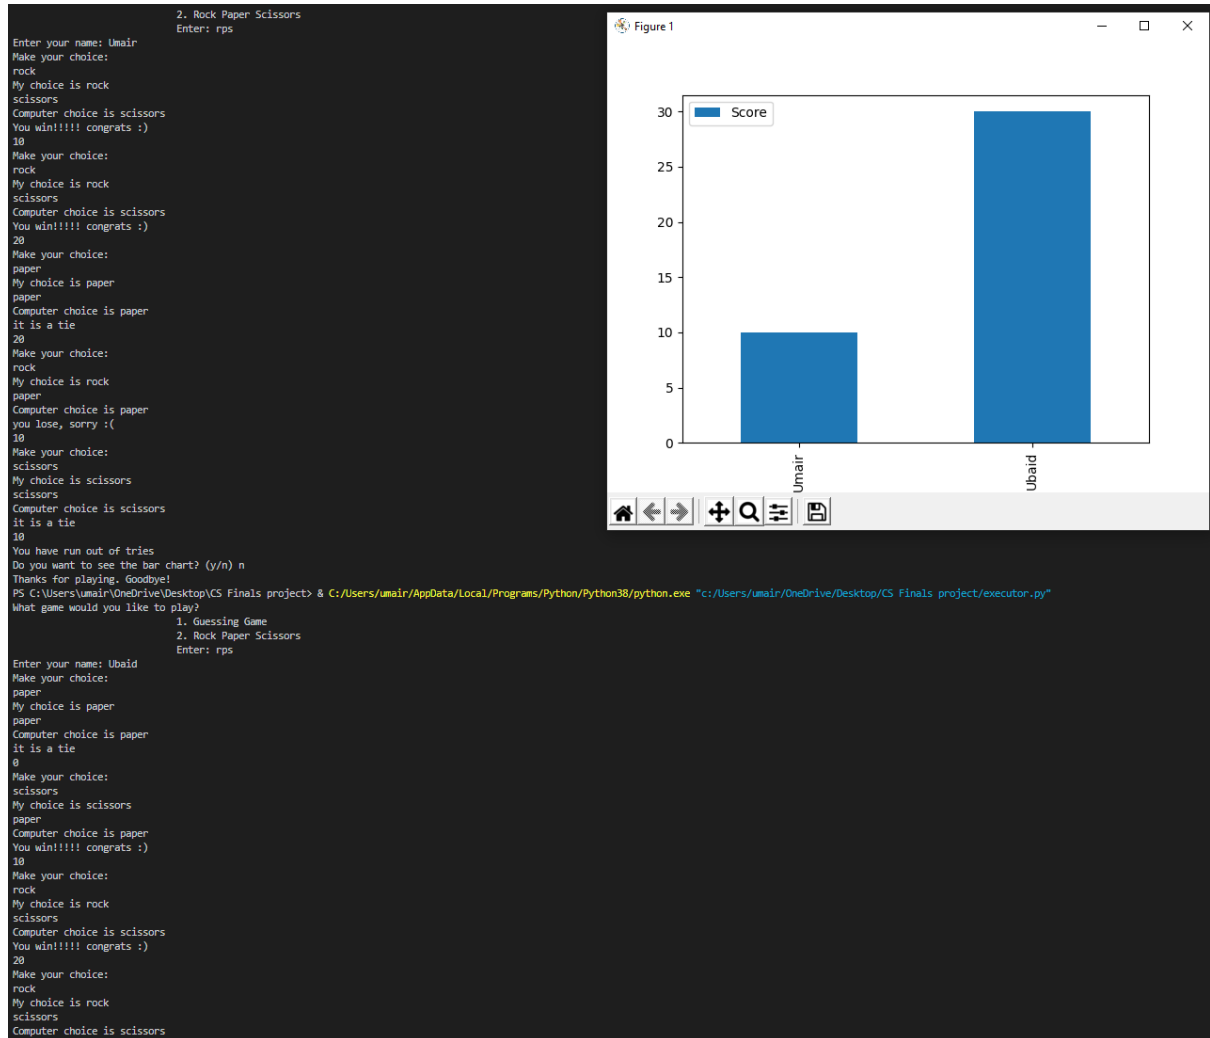 2. Rock Paper Scissors
Enter: rps
Enter your name: Umair
Make your choice:
rock
My choice is rock
scissors
Computer choice is scissors
You win!!!!! congrats :)
10
Make your choice:
rock
My choice is rock
scissors
Computer choice is scissors
You win!!!!! congrats :)
20
Make your choice:
paper
My choice is paper
paper
Computer choice is paper
it is a tie
20
Make your choice:
rock
My choice is rock
paper
Computer choice is paper
you lose, sorry :(
10
Make your choice:
scissors
My choice is scissors
scissors
Computer choice is scissors
it is a tie
10
You have run out of tries
Do you want to see the bar chart? (y/n) n
Thanks for playing. Goodbye!
PS C:\Users\umair\OneDrive\Desktop\CS Finals project> & C:/Users/umair/AppData/Local/Programs/Python/Python38/python.exe "c:/Users/umair/OneDrive/Desktop/CS Finals project/executor.py"
What game would you like to play?
1. Guessing Game
2. Rock Paper Scissors
Enter: rps
Enter your name: Ubaid
Make your choice:
paper
My choice is paper
paper
Computer choice is paper
it is a tie
0
Make your choice:
scissors
My choice is scissors
paper
Computer choice is paper
You win!!!!! congrats :)
10
Make your choice:
rock
My choice is rock
scissors
Computer choice is scissors
You win!!!!! congrats :)
20
Make your choice:
rock
My choice is rock
scissors
Computer choice is scissors
Figure 1
Score
30
25
20
15
10
5
0
Umair
Ubaid